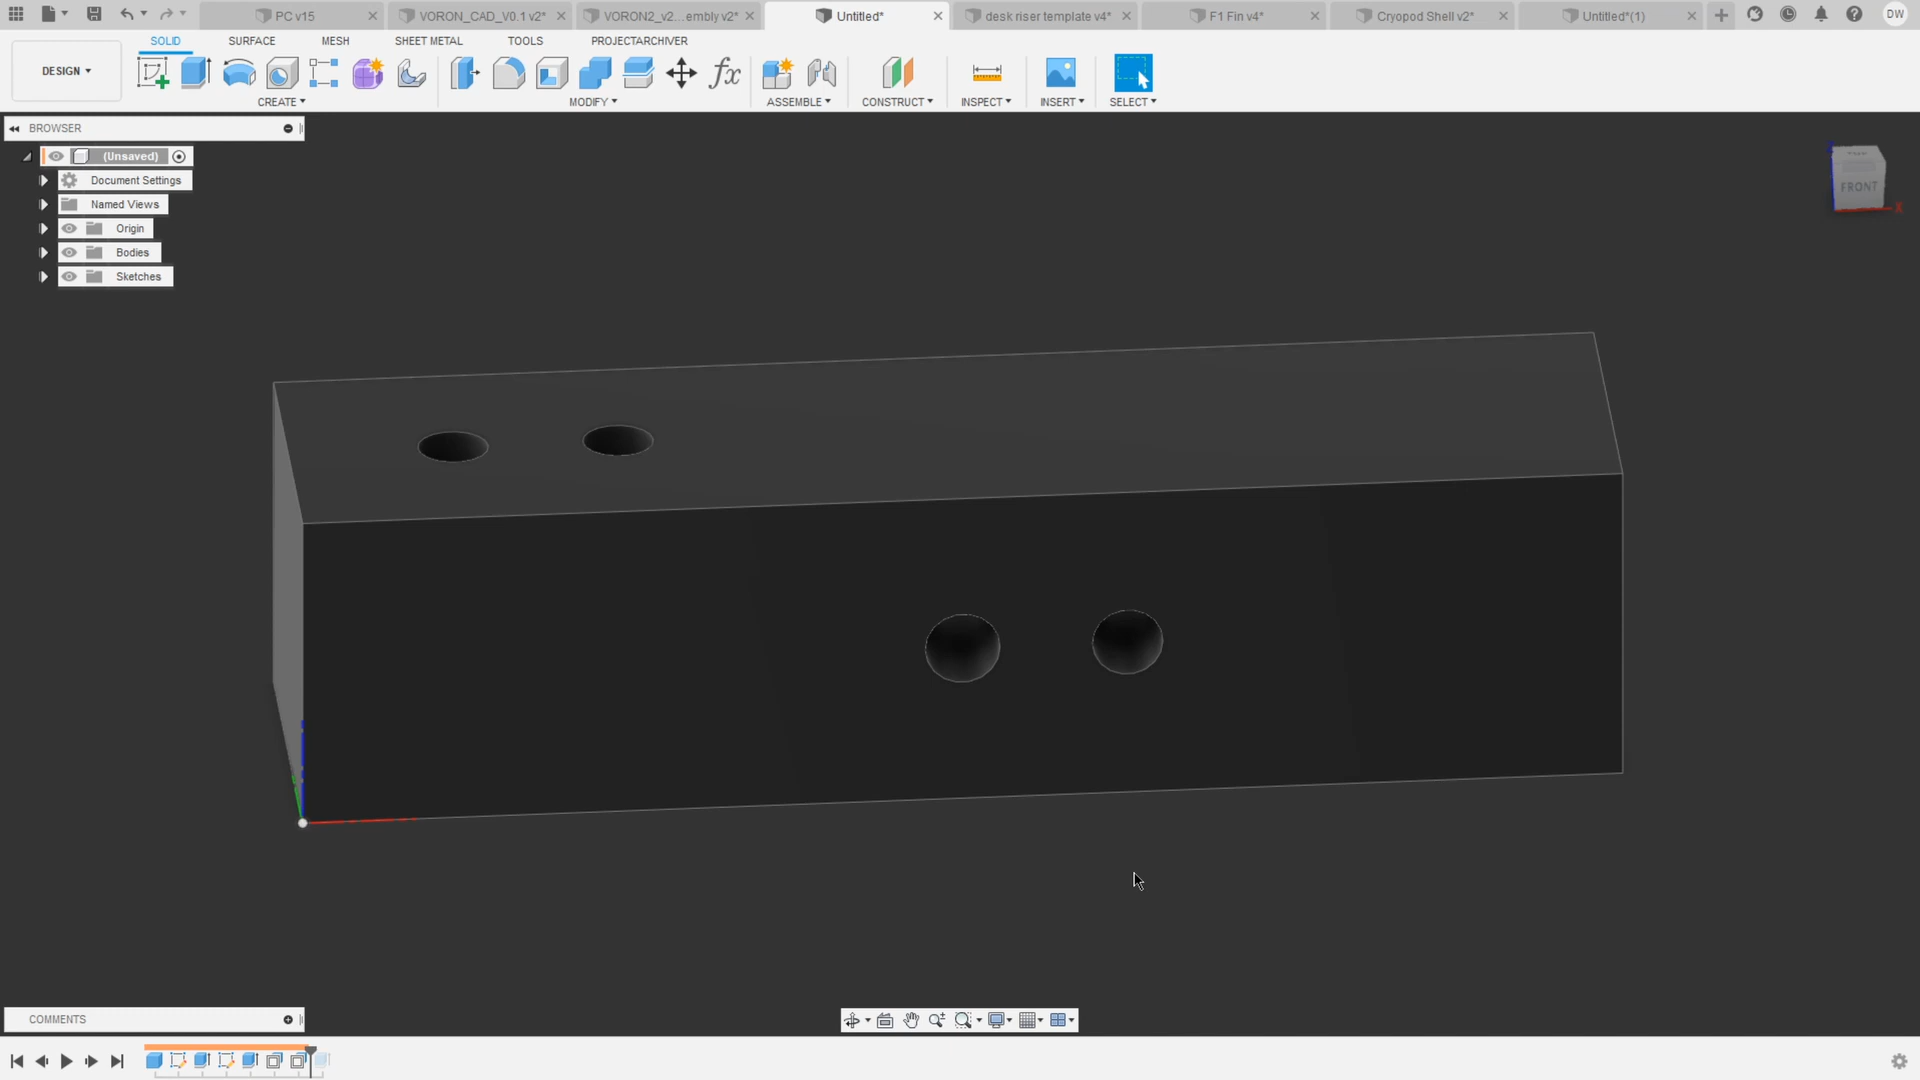 PC v15
VORON_CAD_V0.1 v2*
VORON2_v2...embly v2*
Untitled*
desk riser template v4*
F1 Fin v4*
Cryopod Shell v2*
Untitled*(1)
DW
SOLID
SURFACE
MESH
SHEET METAL
TOOLS
PROJECTARCHIVER
DESIGN
fx
CREATE
MODIFY
ASSEMBLE
CONSTRUCT
INSPECT
INSERT
SELECT
BROWSER
(Unsaved)
Document Settings
Named Views
Origin
Bodies
Sketches
FRONT
X
COMMENTS